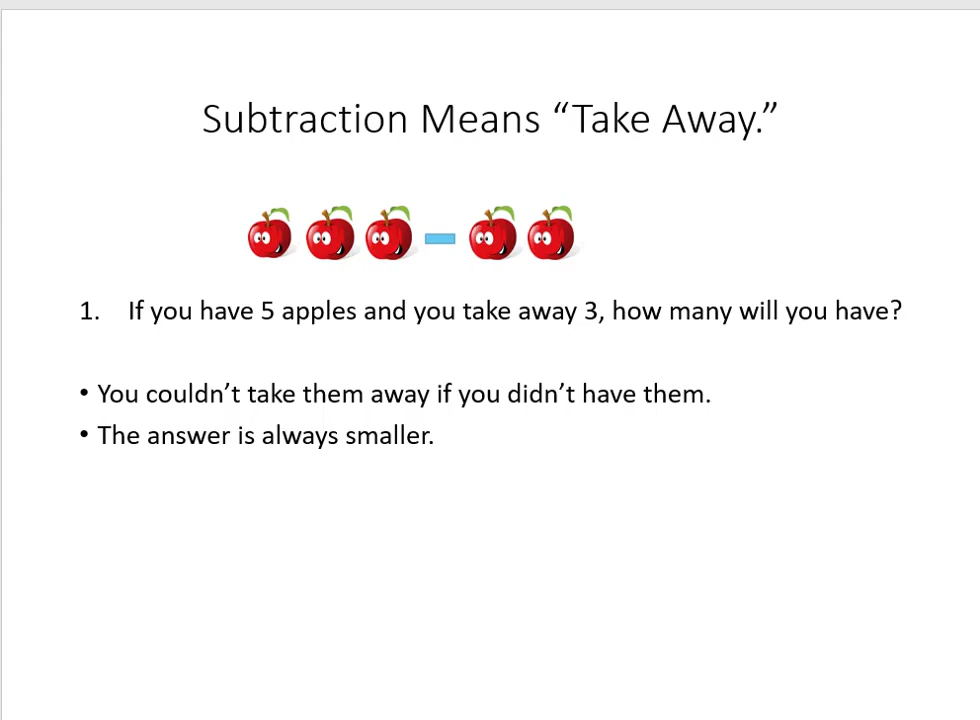 Subtraction Means “Take Away.”
1. If you have 5 apples and you take away 3, how many will you have?
• You couldn’t take them away if you didn’t have them.
• The answer is always smaller.